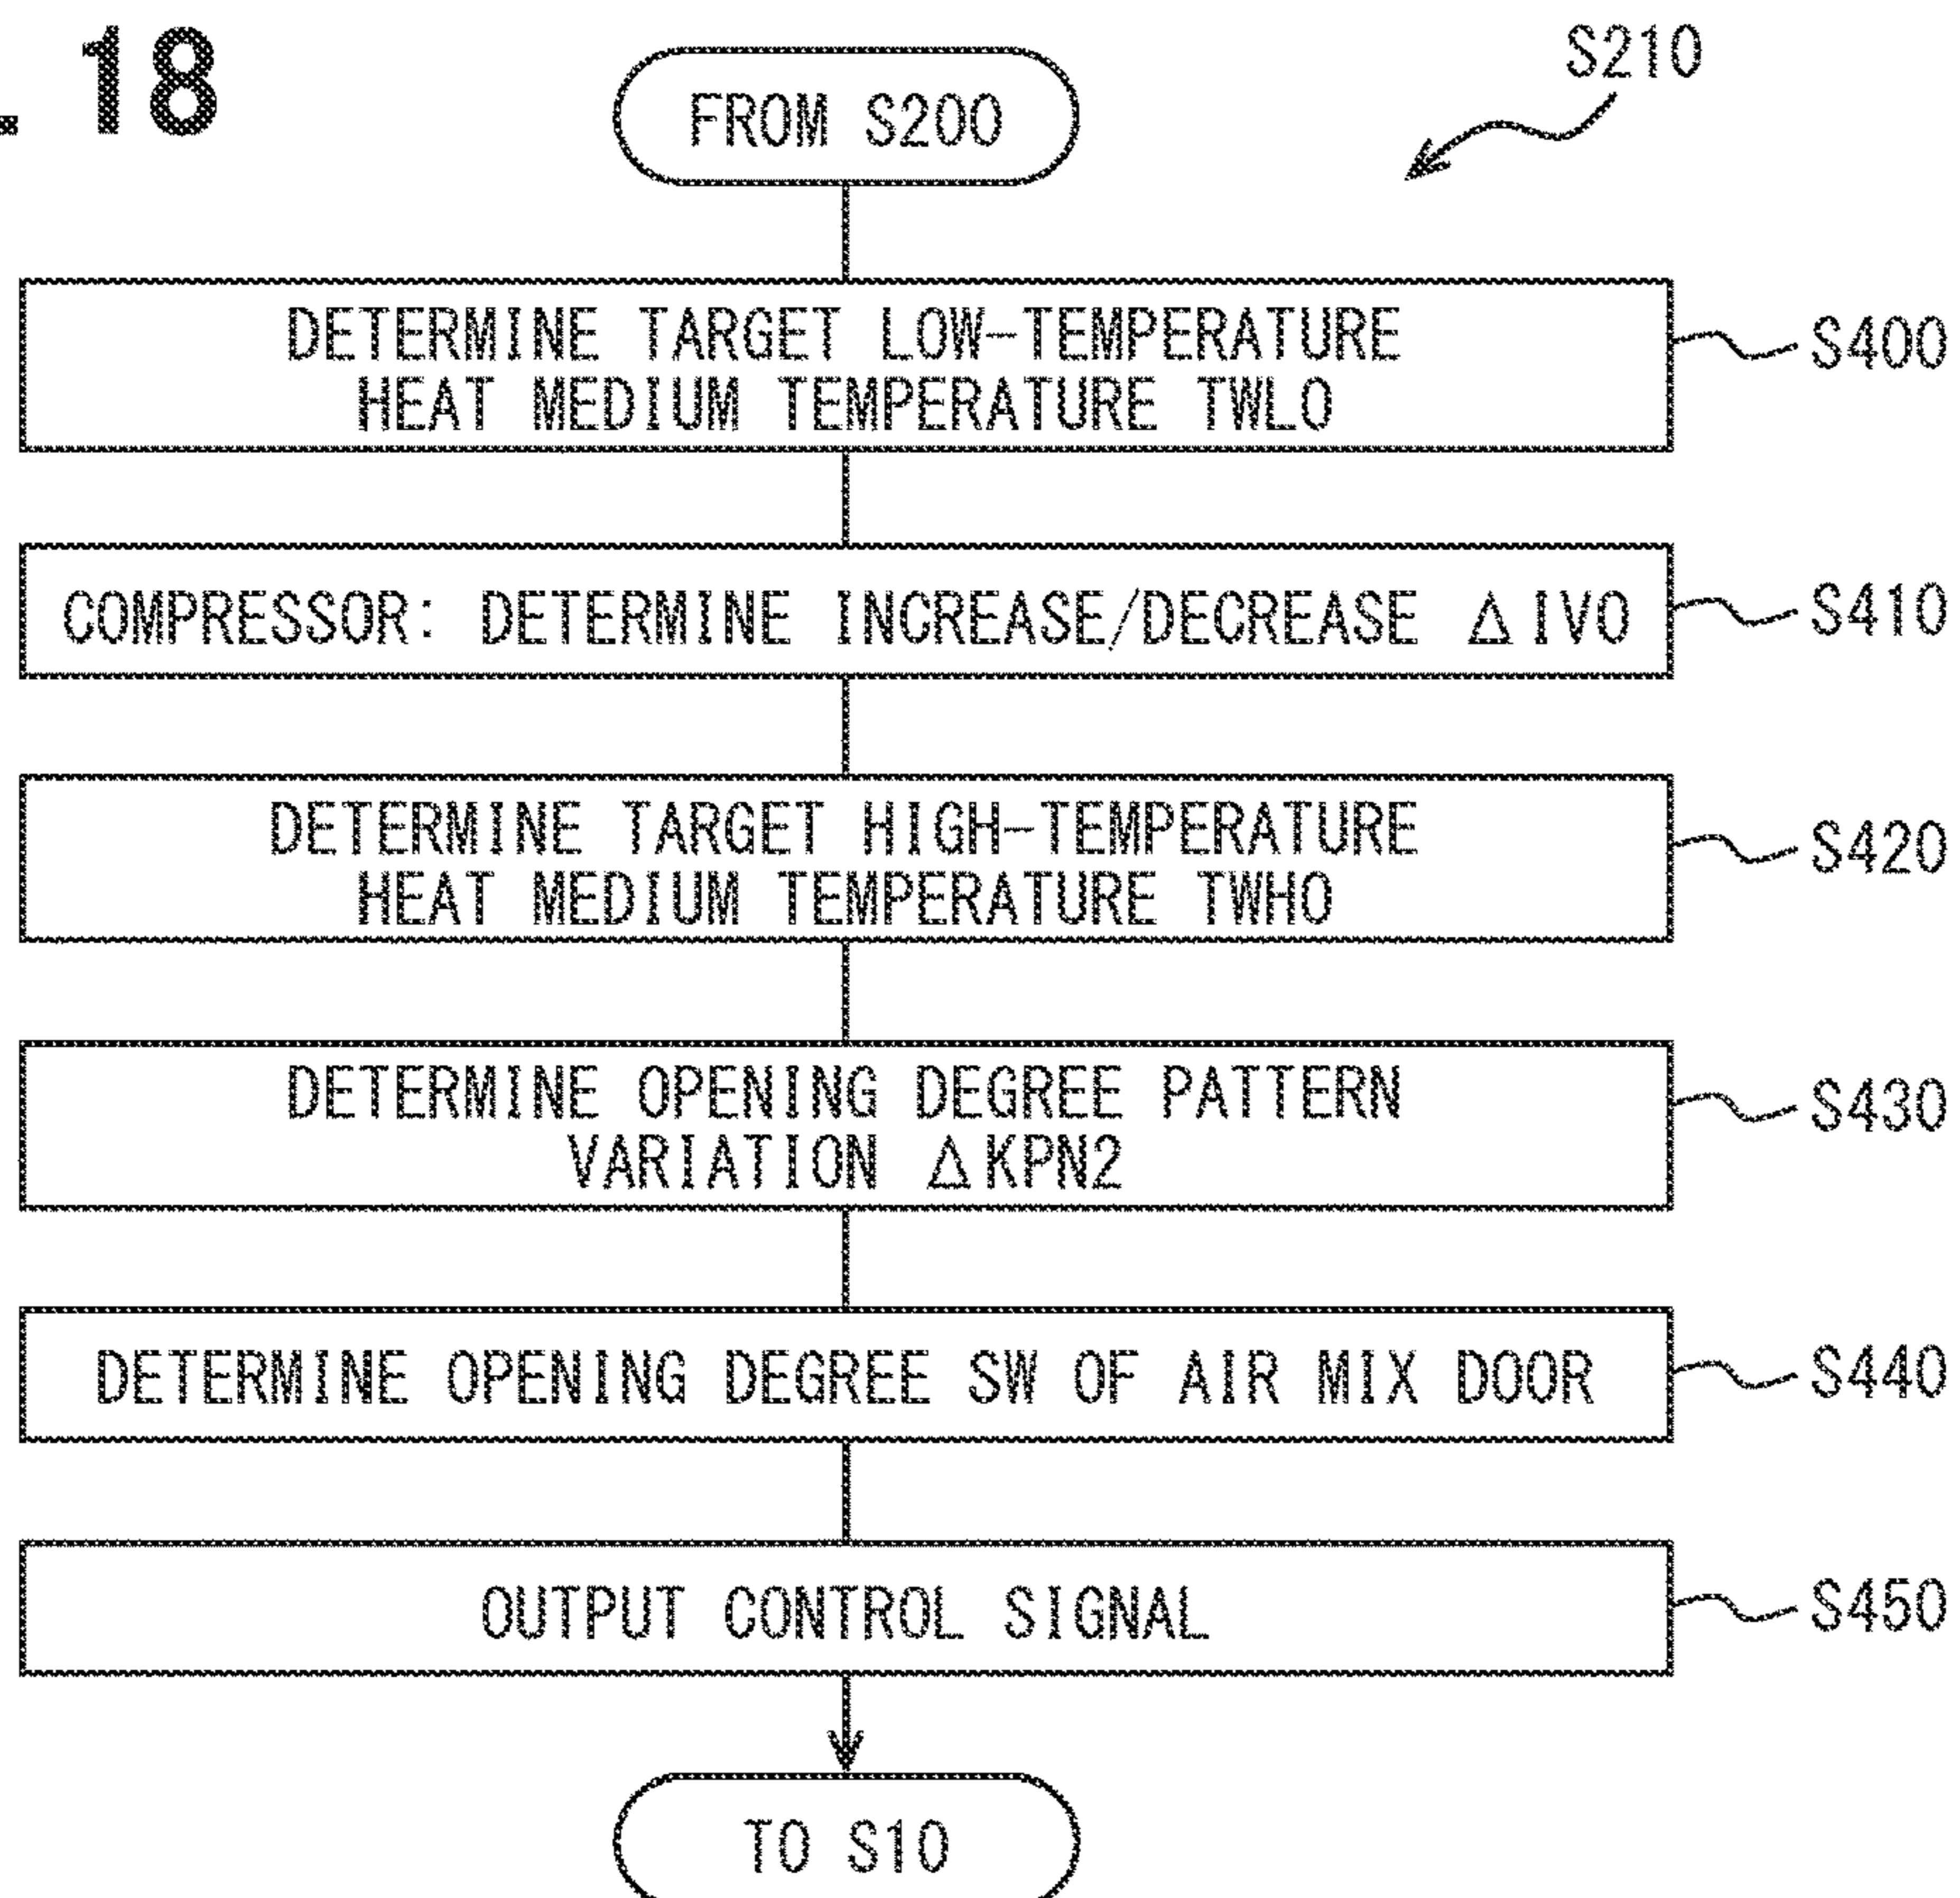 . 18
S210
FROM S200
DETERMINE TARGET LOW-TEMPERATURE
HEAT MEDIUM TEMPERATURE TWLO
S400
COMPRESSOR: DETERMINE INCREASE/DECREASE ΔIVO
S410
DETERMINE TARGET HIGH-TEMPERATURE
HEAT MEDIUM TEMPERATURE TWHO
S420
DETERMINE OPENING DEGREE PATTERN
VARIATION ΔKPN2
S430
DETERMINE OPENING DEGREE SW OF AIR MIX DOOR
S440
OUTPUT CONTROL SIGNAL
S450
TO S10